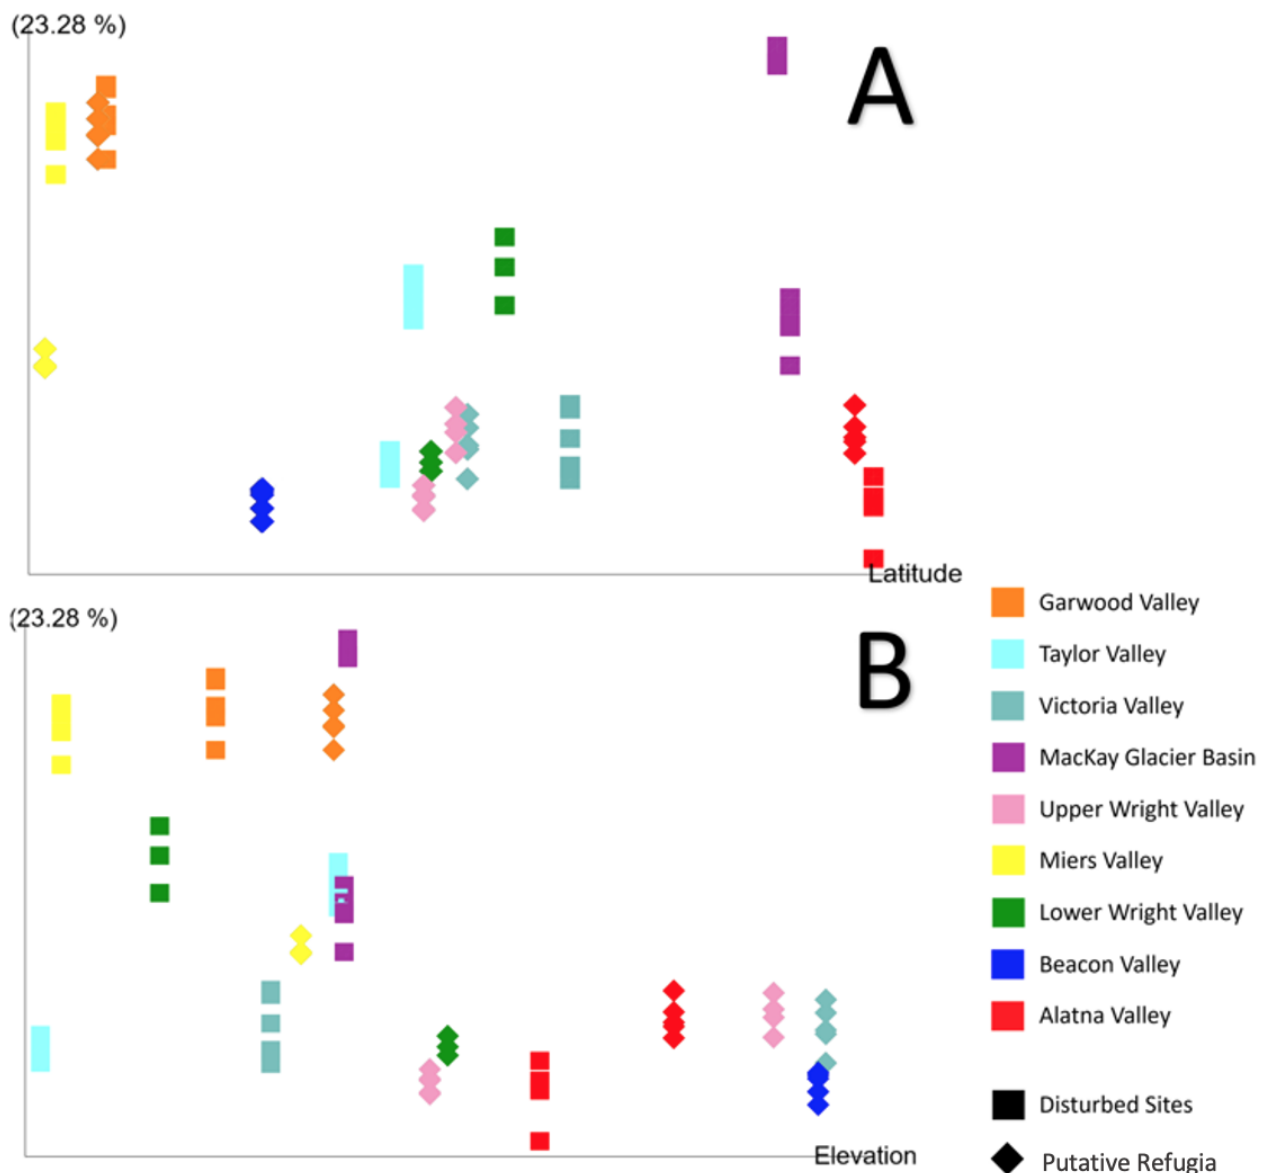 (23.28 %)
A
Latitude
(23.28 %)
B
Garwood Valley
Taylor Valley
Victoria Valley
MacKay Glacier Basin
Upper Wright Valley
Miers Valley
Lower Wright Valley
Beacon Valley
Alatna Valley
Disturbed Sites
Elevation
Putative Refugia